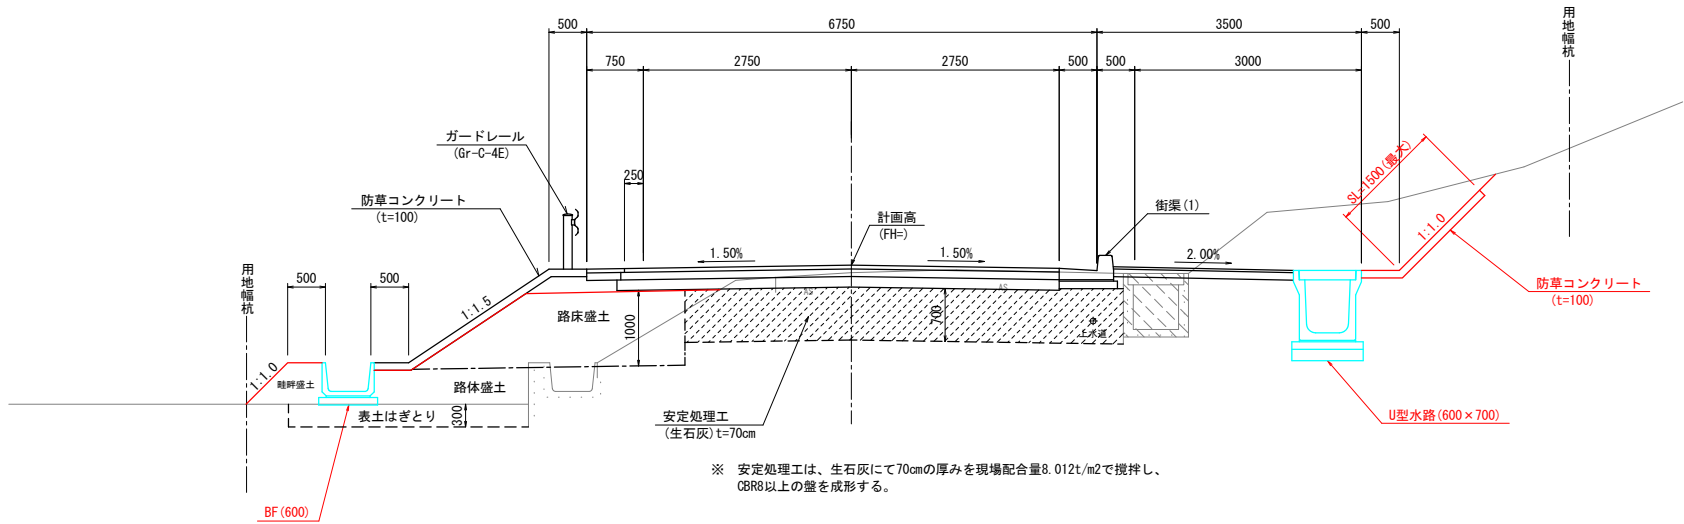 500
6750
3500
500
用地幅杭
750
2750
2750
500
500
3000
ガードレール
(Gr-C-4E)
SL=1500(最大)
250
防草コンクリート
(t=100)
計画高
(FH=)
街渠(1)
1:1.0
1.50%
1.50%
2.00%
用地幅杭
500
500
1:1.5
AS
AS
防草コンクリート
(t=100)
路床盛土
1000
700
上水道
1:1.0
畦畔盛土
路体盛土
表土はぎとり
300
安定処理工
(生石灰)t=70cm
U型水路(600×700)
※ 安定処理工は、生石灰にて70cmの厚みを現場配合量8.012t/m2で撹拌し、
CBR8以上の盤を成形する。
BF(600)